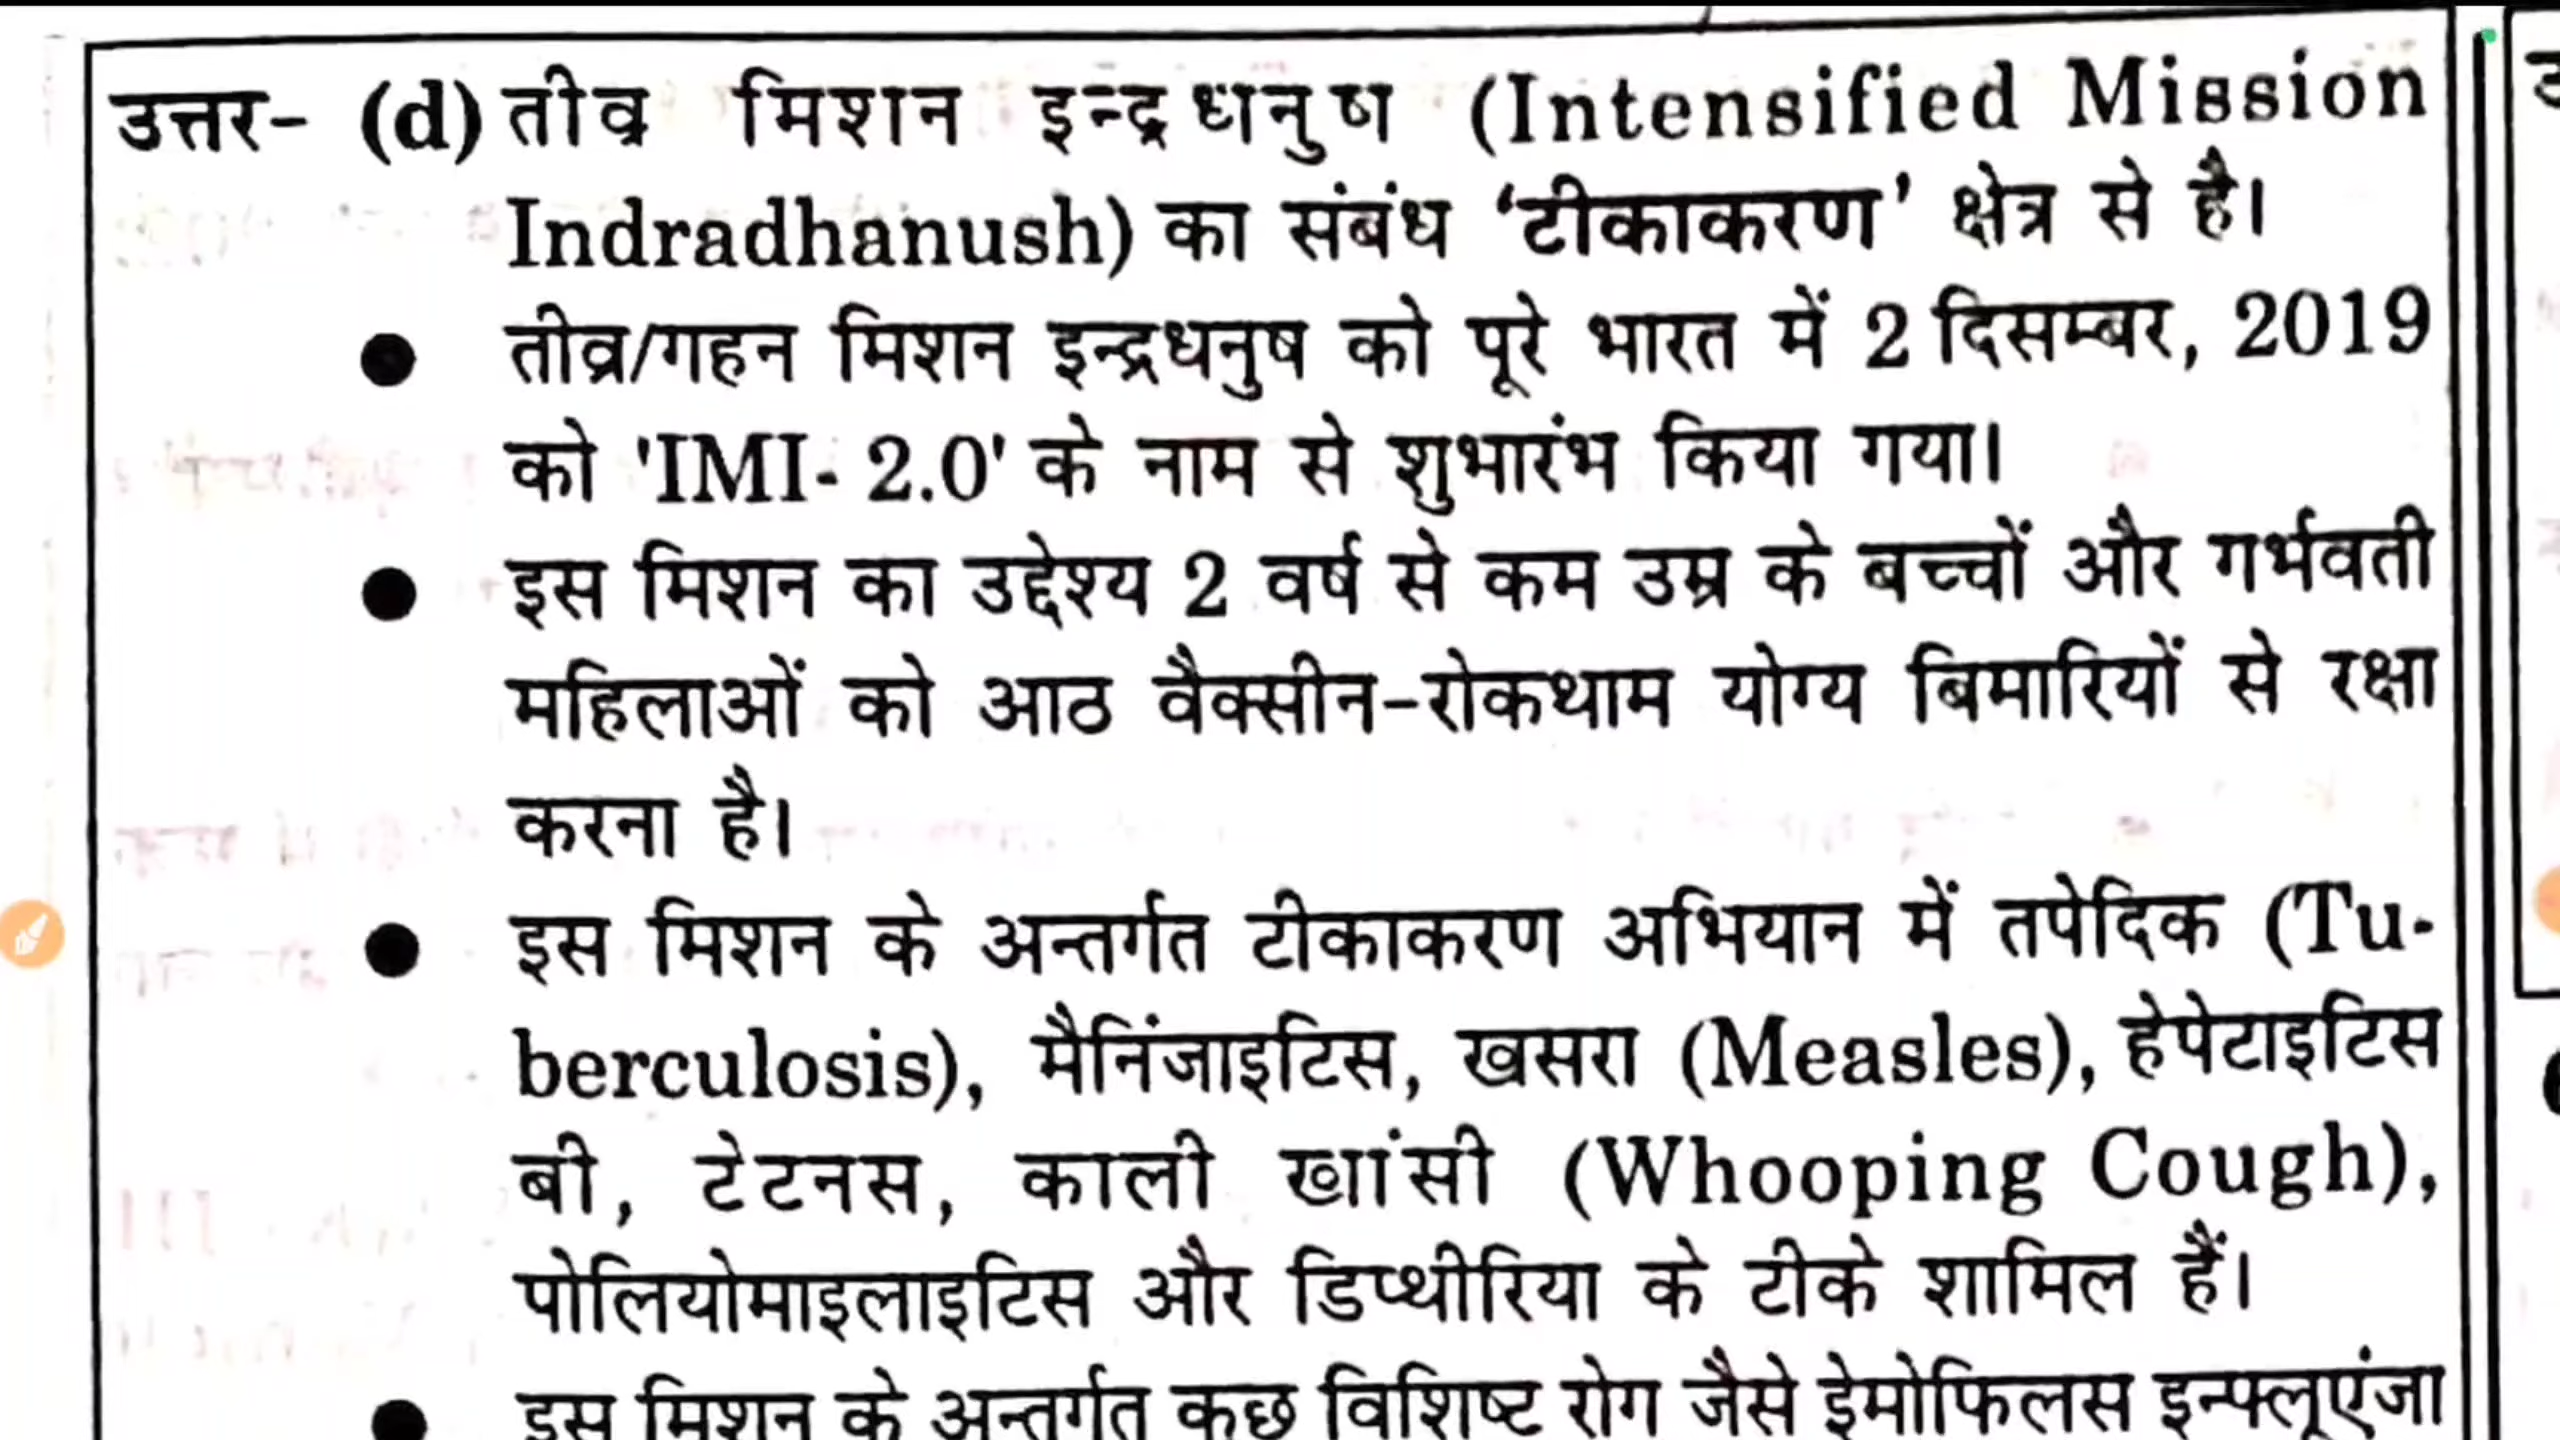 उत्तर- (d) तीव्र मिशन इन्द्रधनुष (Intensified Mission
Indradhanush) का संबंध ‘टीकाकरण’ क्षेत्र से है।
● तीव्र/गहन मिशन इन्द्रधनुष को पूरे भारत में 2 दिसम्बर, 2019
को 'IMI- 2.0' के नाम से शुभारंभ किया गया।
● इस मिशन का उद्देश्य 2 वर्ष से कम उम्र के बच्चों और गर्भवती
महिलाओं को आठ वैक्सीन-रोकथाम योग्य बिमारियों से रक्षा
करना है।
● इस मिशन के अन्तर्गत टीकाकरण अभियान में तपेदिक (Tu-
berculosis), मैनिंजाइटिस, खसरा (Measles), हेपेटाइटिस
बी, टेटनस, काली खांसी (Whooping Cough),
पोलियोमाइलाइटिस और डिप्थीरिया के टीके शामिल हैं।
● इस मिशन के अन्तर्गत कुछ विशिष्ट रोग जैसे हेमोफिलस इन्फ्लूएंजा